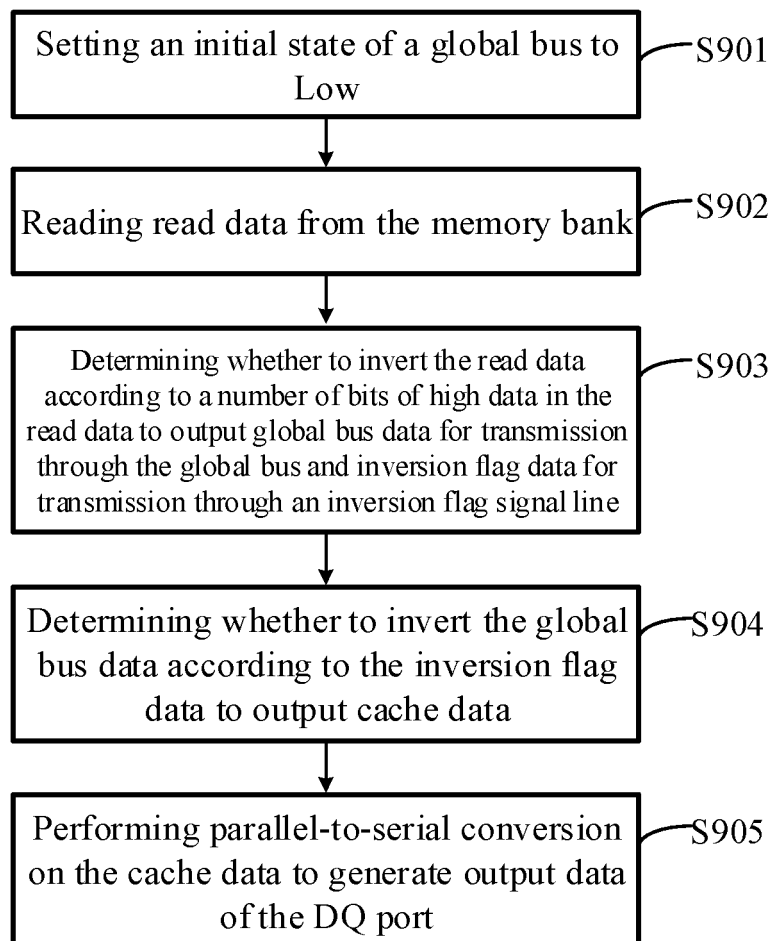 Setting an initial state of a global bus to
Low
S901
Reading read data from the memory bank
S902
Determining whether to invert the read data
according to a number of bits of high data in the
read data to output global bus data for transmission
through the global bus and inversion flag data for
transmission through an inversion flag signal line
S903
Determining whether to invert the global
bus data according to the inversion flag
data to output cache data
S904
Performing parallel-to-serial conversion
on the cache data to generate output data
of the DQ port
S905